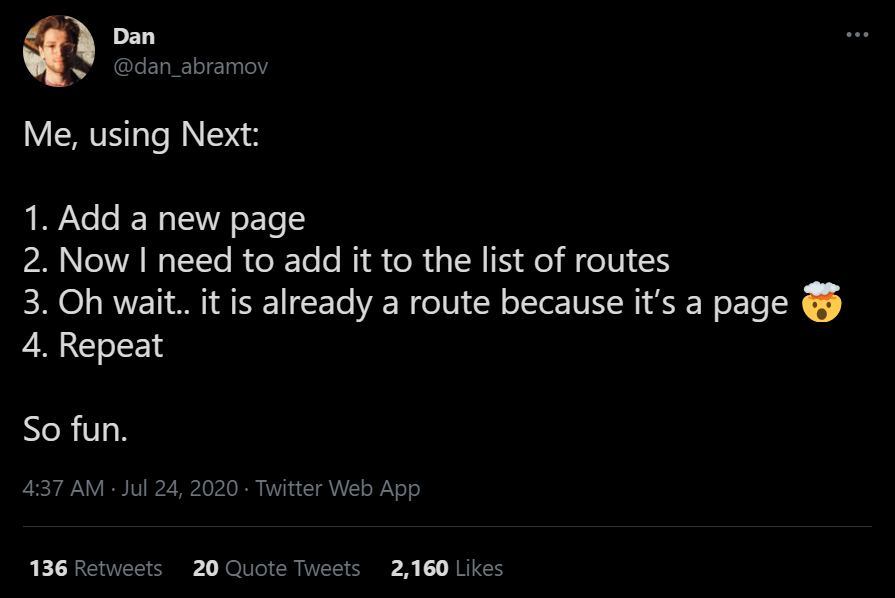 Dan
@dan_abramov
Me, using Next:
1. Add a new page
2. Now I need to add it to the list of routes
3. Oh wait.. it is already a route because it’s a page 🤯
4. Repeat
So fun.
4:37 AM · Jul 24, 2020 · Twitter Web App
136 Retweets 20 Quote Tweets 2,160 Likes